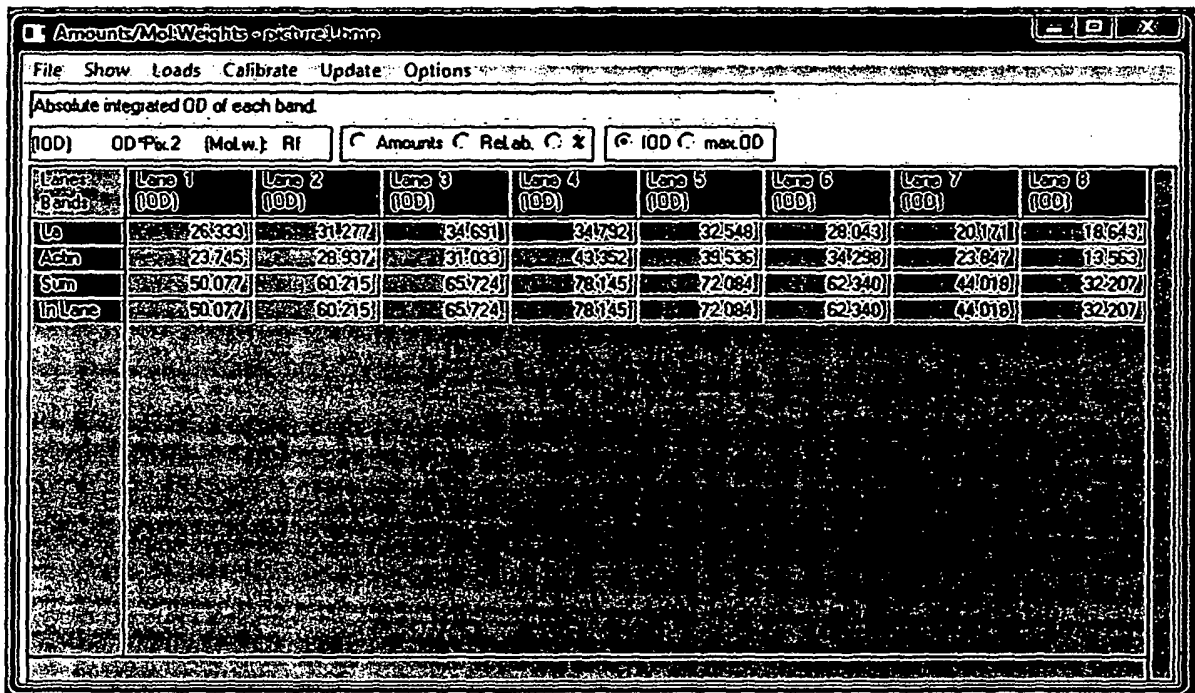 Amounts/Mol.Weights - picture1.bmp
File Show Loads Calibrate Update Options
Absolute integrated OD of each band.
(IOD) OD*Pix.2 (Mol.w.): Rf Amounts Rel.ab. % IOD max.OD
Lanes Lane 1 Lane 2 Lane 3 Lane 4 Lane 5 Lane 6 Lane 7 Lane 8
Bands (IOD) (IOD) (IOD) (IOD) (IOD) (IOD) (IOD) (IOD)
La 26.333 31.277 34.691 34.792 32.548 28.043 20.171 18.643
Actin 23.745 28.937 31.033 43.352 39.536 34.298 23.847 13.563
Sum 50.077 60.215 65.724 78.145 72.084 62.340 44.018 32.207
In Lane 50.077 60.215 65.724 78.145 72.084 62.340 44.018 32.207